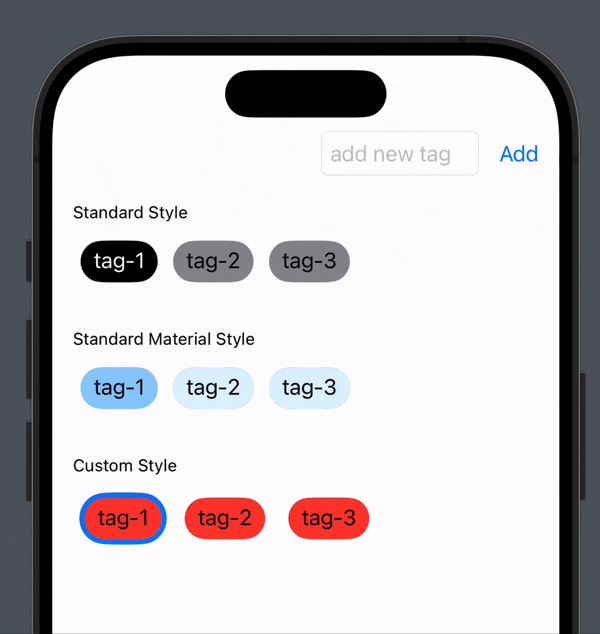 add new tag Add
Standard Style
tag-1 tag-2 tag-3
Standard Material Style
tag-1 tag-2 tag-3
Custom Style
tag-1 tag-2 tag-3